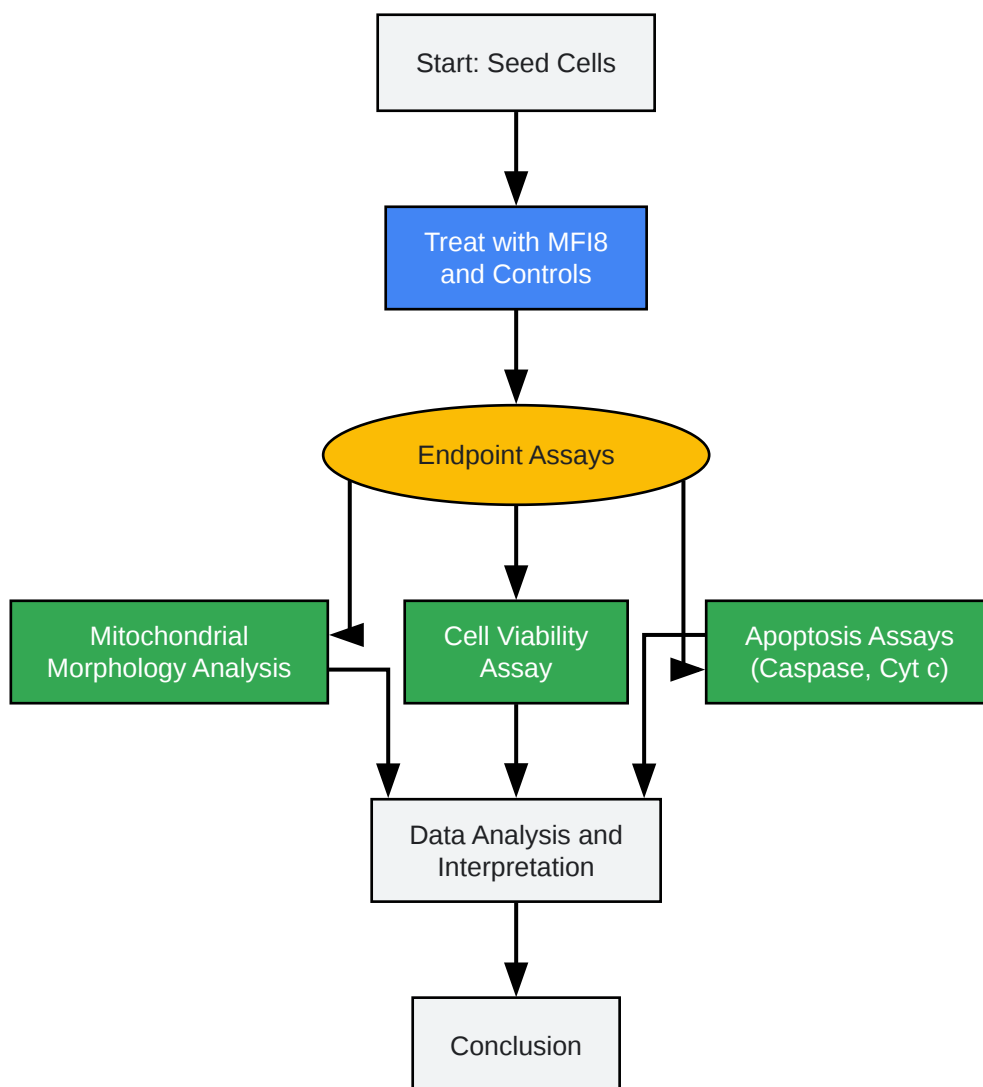 Start: Seed Cells
Treat with MFI8
and Controls
Endpoint Assays
Mitochondrial
Morphology Analysis
Cell Viability
Assay
Apoptosis Assays
(Caspase, Cyt c)
Data Analysis and
Interpretation
Conclusion